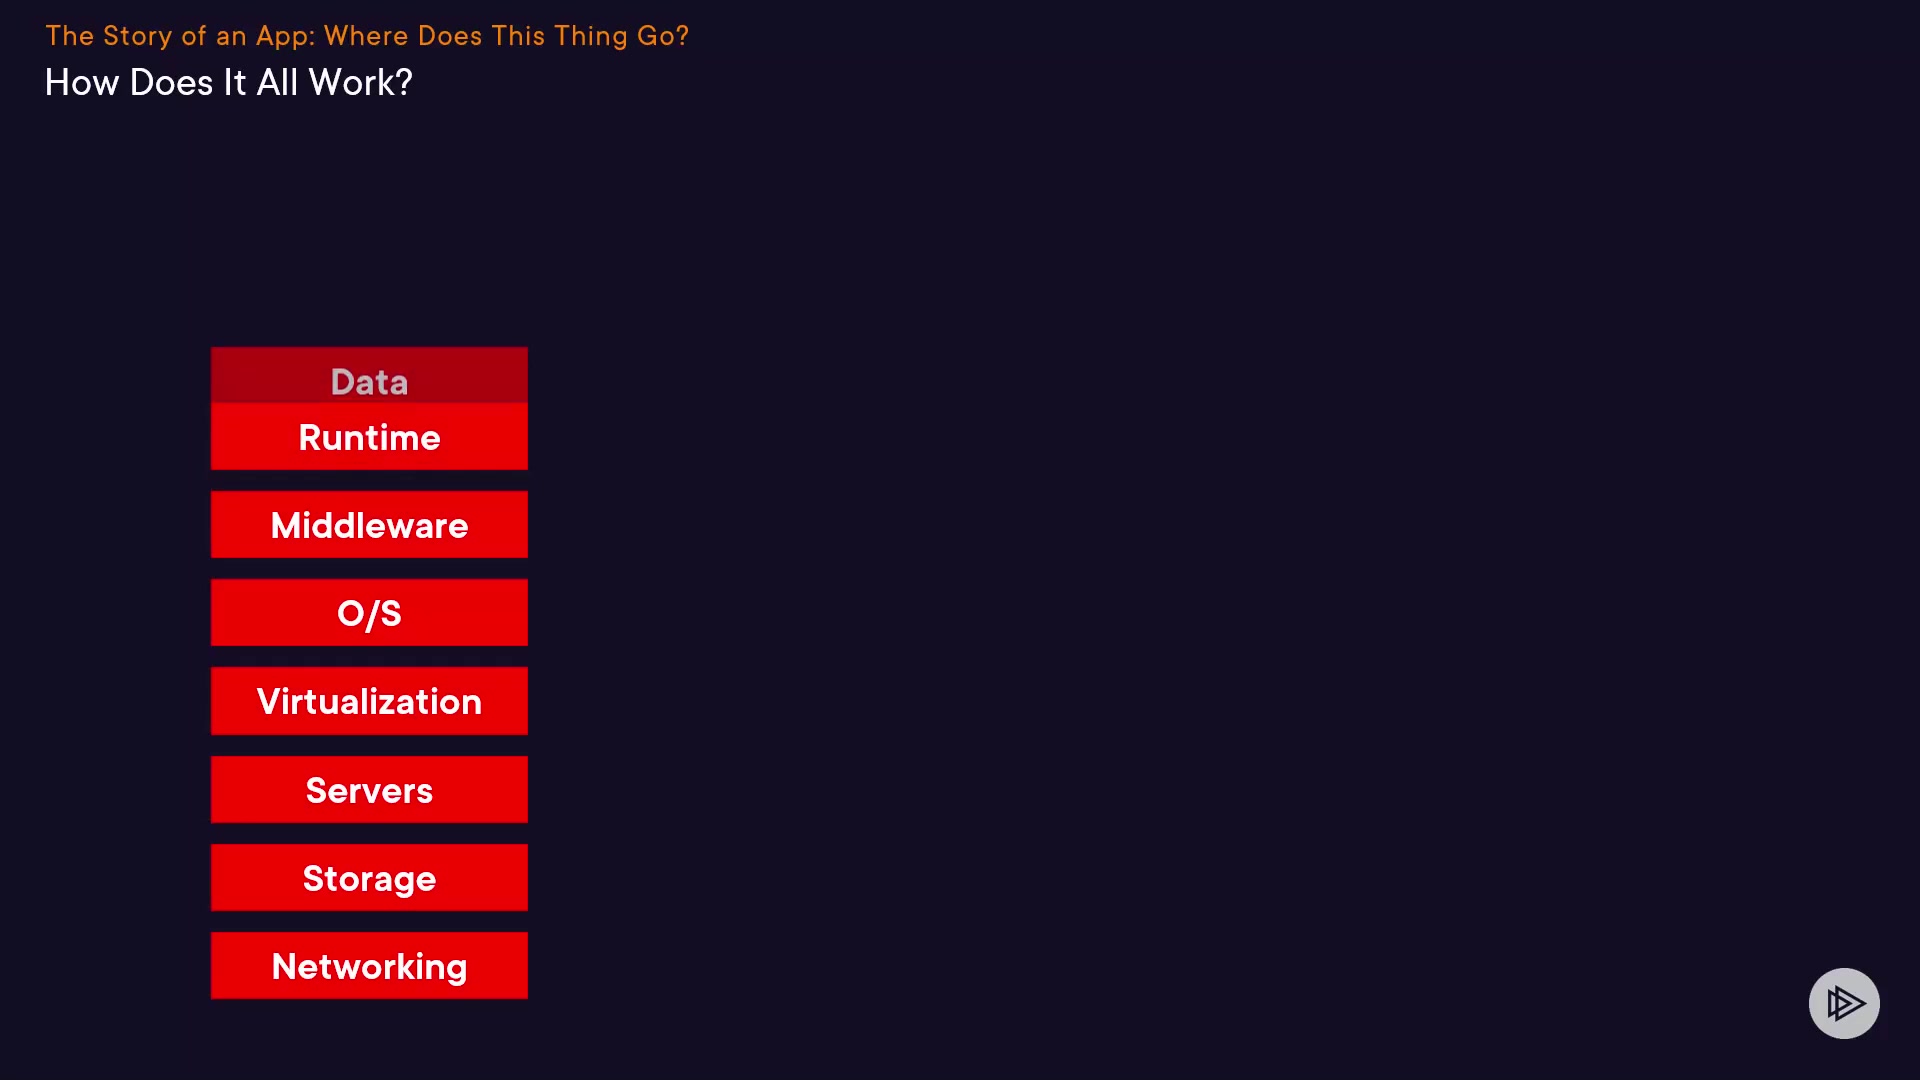 The Story of an App: Where Does This Thing Go?
How Does It All Work?
Data
Runtime
Middleware
O/S
Virtualization
Servers
Storage
Networking